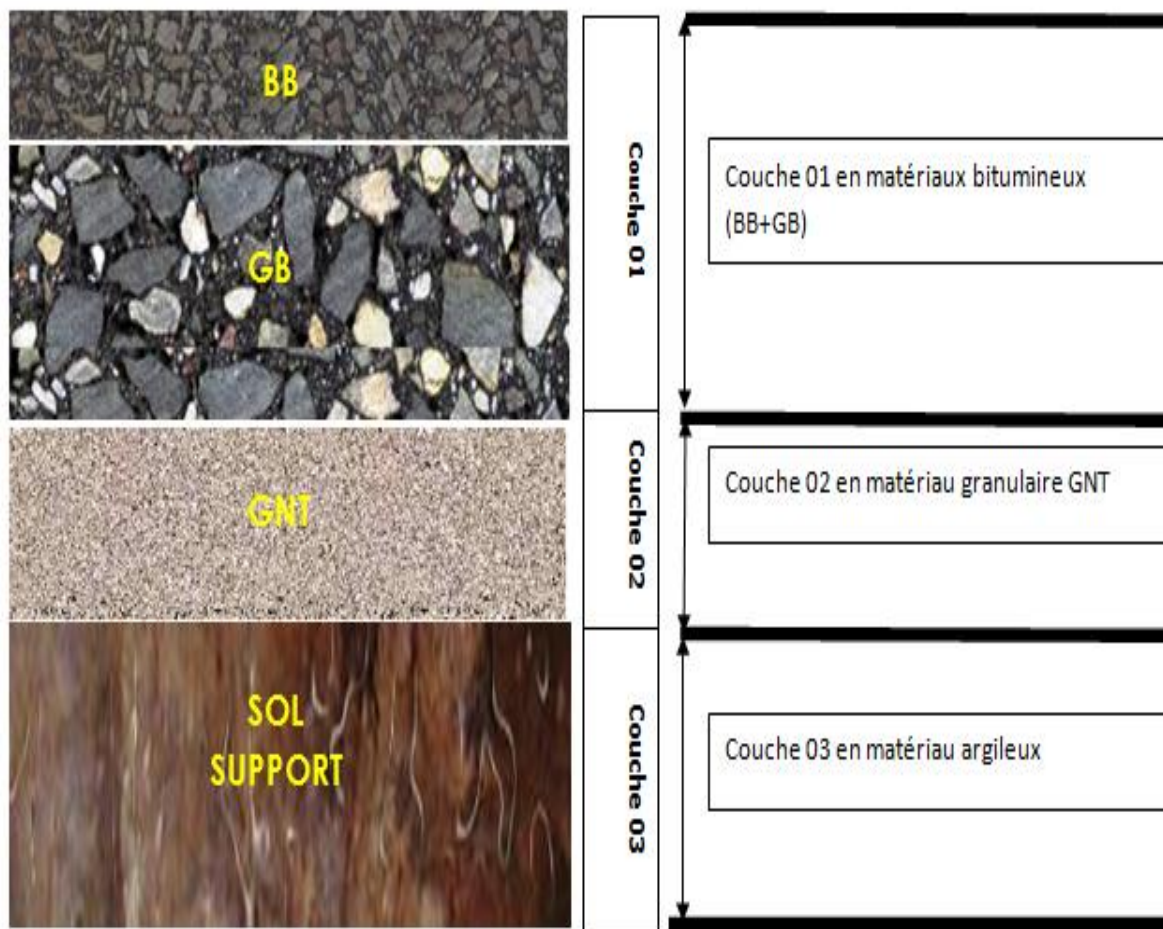 BB
GB
GNT
SOL
SUPPORT
Couche 01
Couche 02
Couche 03
Couche 01 en matériaux bitumineux
(BB+GB)
Couche 02 en matériau granulaire GNT
Couche 03 en matériau argileux